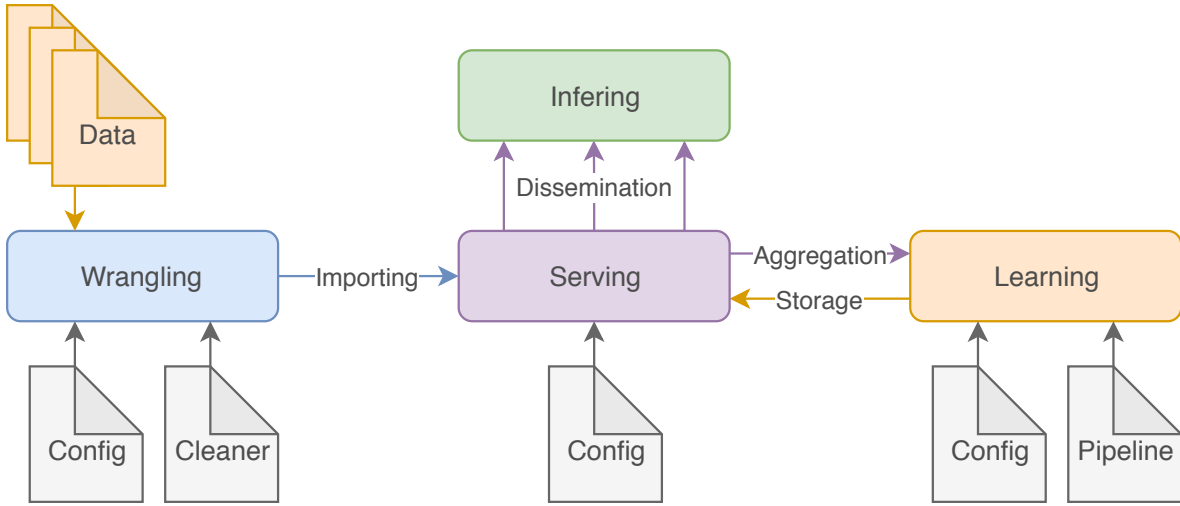 Infering
Data
Dissemination
Wrangling
Importing
Serving
Aggregation
Storage
Learning
Config
Cleaner
Config
Config
Pipeline